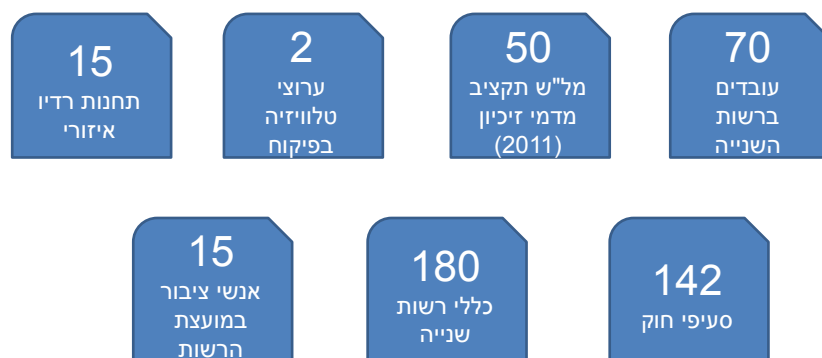 70
עובדים
ברשות
השנייה
50
מל"ש תקציב
מדמי זיכיון
(2011)
2
ערוצי
טלוויזיה
בפיקוח
15
תחנות רדיו
איזורי
142
סעיפי חוק
180
כללי רשות
שנייה
15
אנשי ציבור
במועצת
הרשות